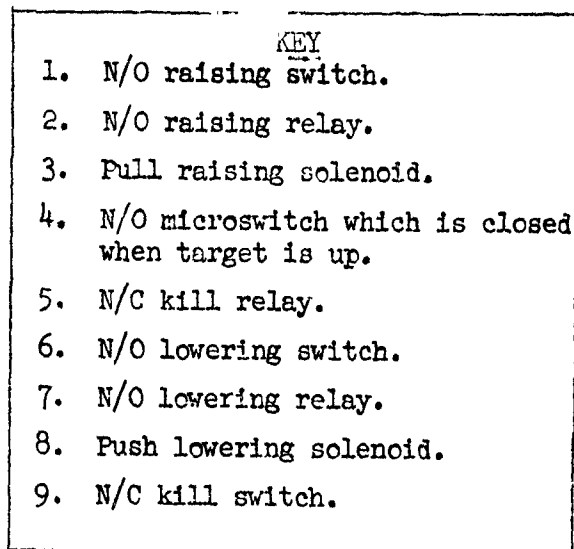 KEY
1. N/O raising switch.
2. N/O raising relay.
3. Pull raising solenoid.
4. N/O microswitch which is closed
when target is up.
5. N/C kill relay.
6. N/O lowering switch.
7. N/O lowering relay.
8. Push lowering solenoid.
9. N/C kill switch.